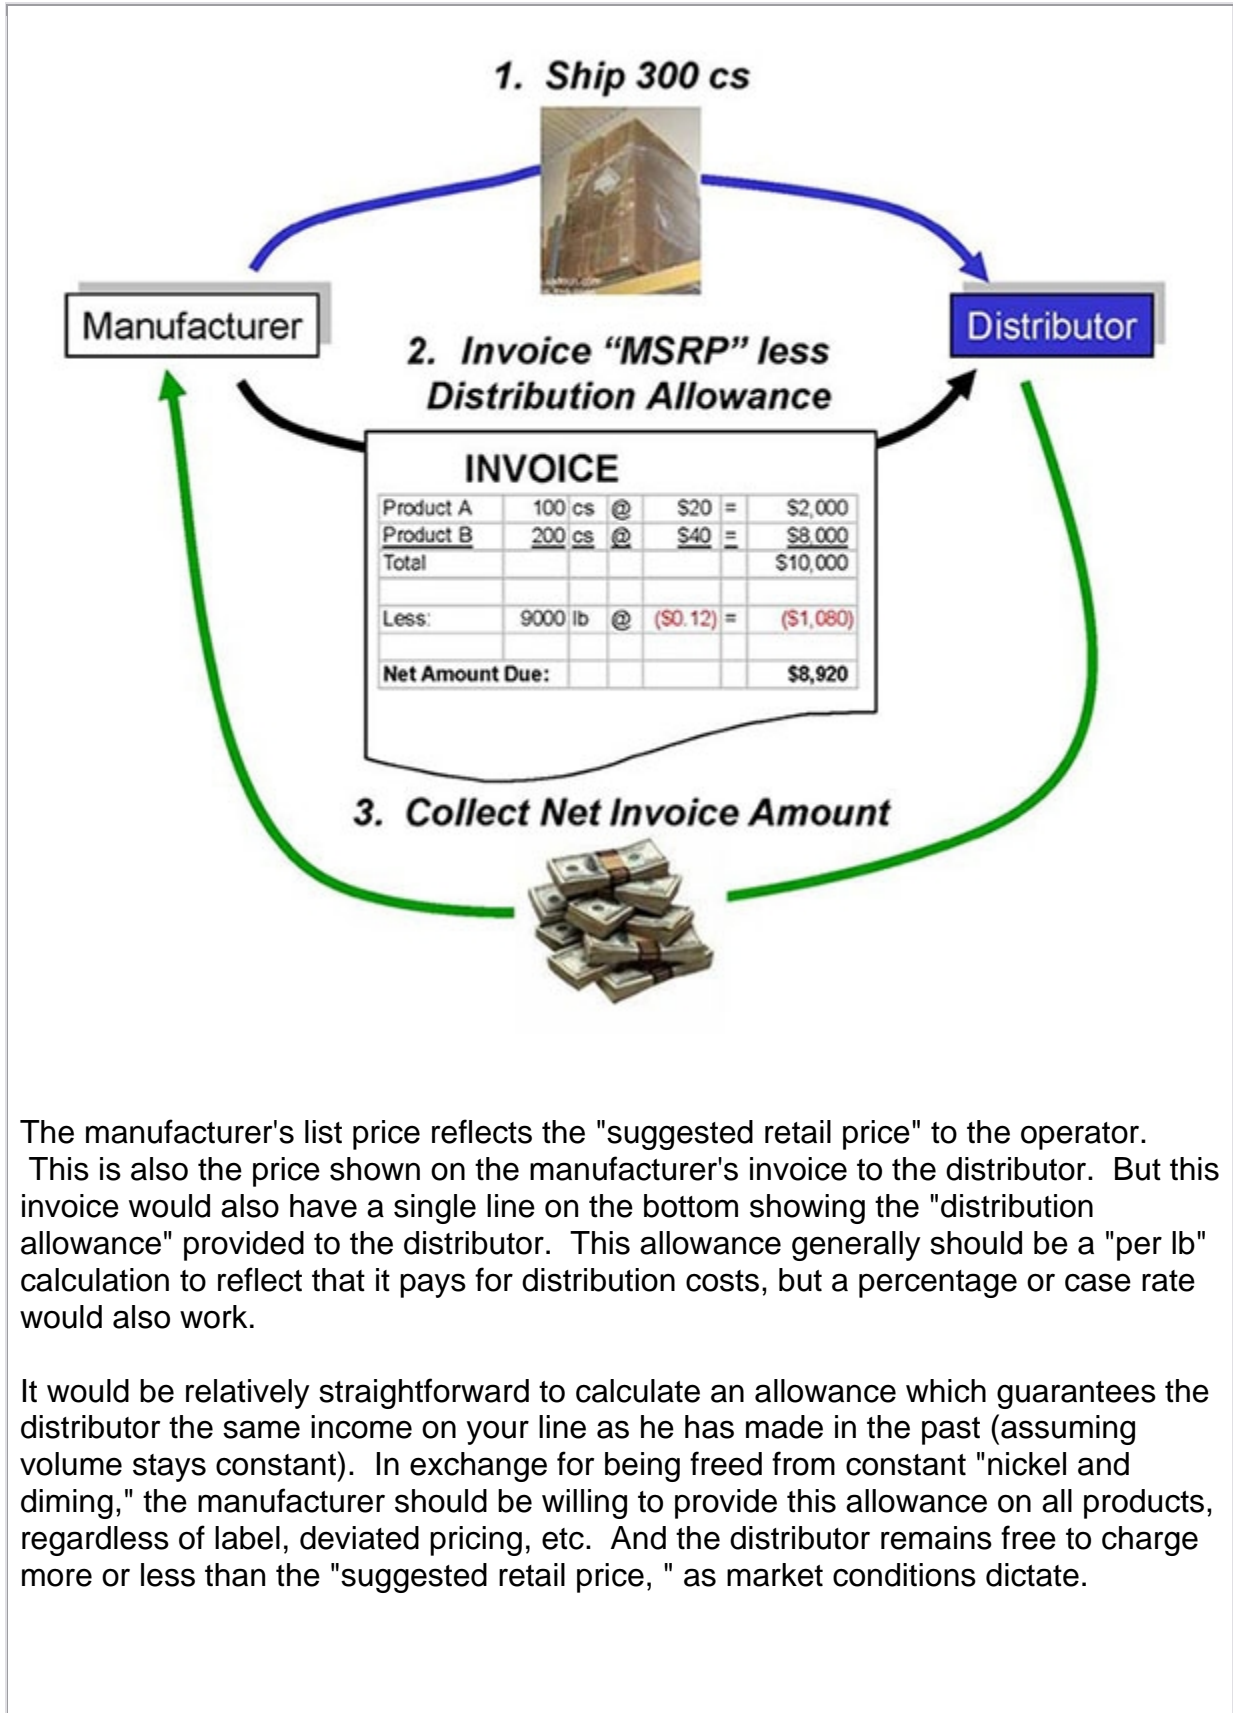 1. Ship 300 cs
Manufacturer
Distributor
2. Invoice “MSRP” less
Distribution Allowance
INVOICE
Product A 100 cs @ $20 = $2,000
Product B 200 cs @ $40 = $8,000
Total $10,000
Less: 9000 lb @ ($0.12) = ($1,080)
Net Amount Due: $8,920
3. Collect Net Invoice Amount
The manufacturer's list price reflects the "suggested retail price" to the operator.
This is also the price shown on the manufacturer's invoice to the distributor. But this
invoice would also have a single line on the bottom showing the "distribution
allowance" provided to the distributor. This allowance generally should be a "per lb"
calculation to reflect that it pays for distribution costs, but a percentage or case rate
would also work.
It would be relatively straightforward to calculate an allowance which guarantees the
distributor the same income on your line as he has made in the past (assuming
volume stays constant). In exchange for being freed from constant "nickel and
diming," the manufacturer should be willing to provide this allowance on all products,
regardless of label, deviated pricing, etc. And the distributor remains free to charge
more or less than the "suggested retail price, " as market conditions dictate.